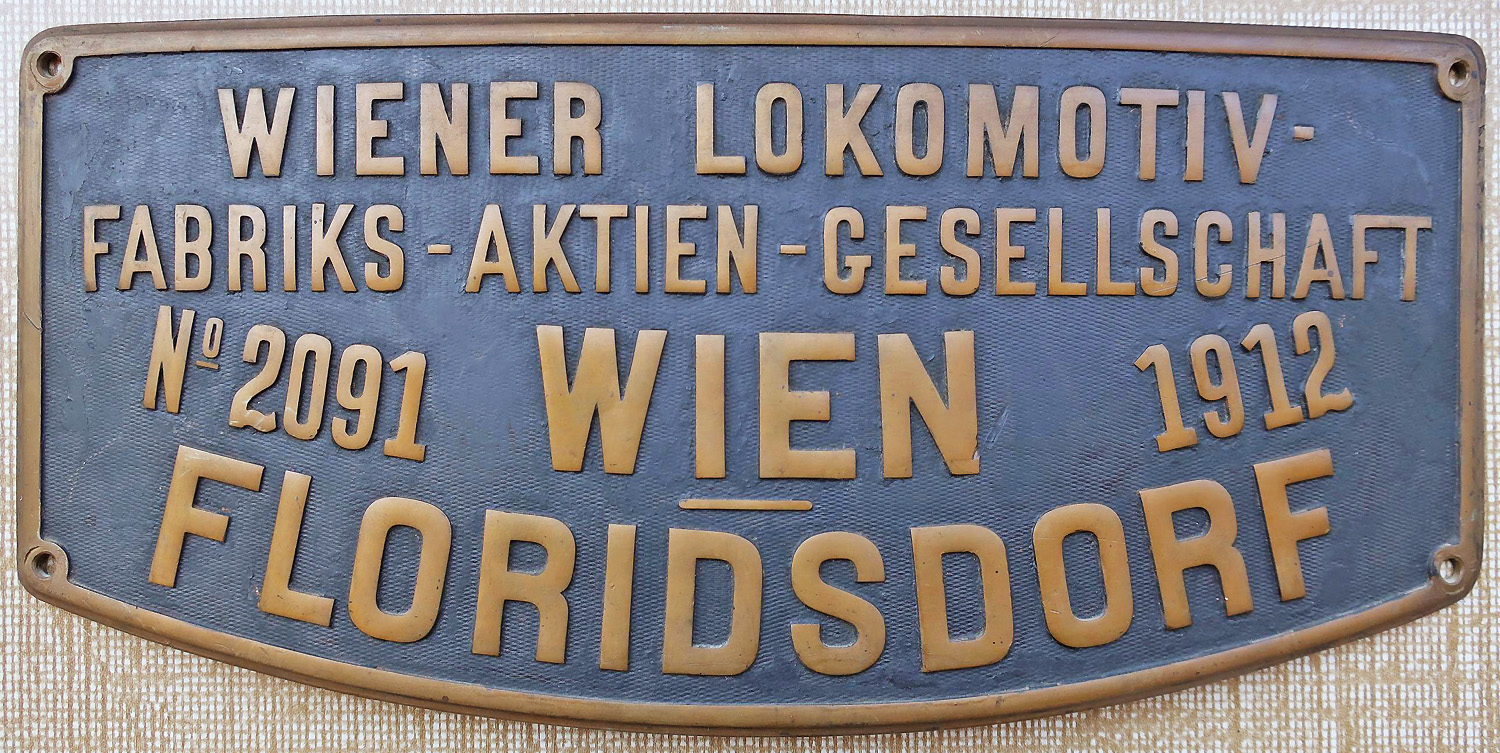 WIENER LOKOMOTIV-
FABRIKS-AKTIEN-GESELLSCHAFT
Nº 2091 WIEN 1912
FLORIDSDORF